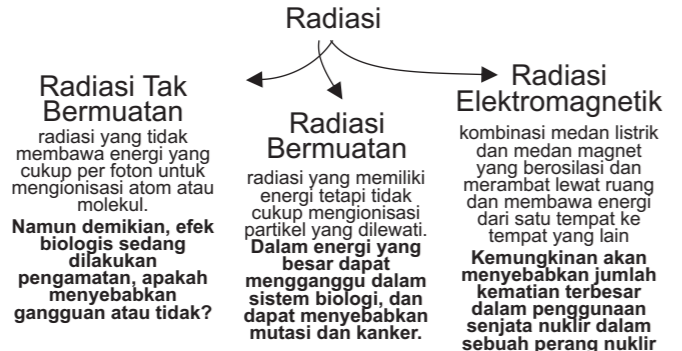 Radiasi
Radiasi Tak
Bermuatan
radiasi yang tidak
membawa energi yang
cukup per foton untuk
mengionisasi atom atau
molekul.
Namun demikian, efek
biologis sedang
dilakukan
pengamatan, apakah
menyebabkan
gangguan atau tidak?
Radiasi
Bermuatan
radiasi yang memiliki
energi tetapi tidak
cukup mengionisasi
partikel yang dilewati.
Dalam energi yang
besar dapat
mengganggu dalam
sistem biologi, dan
dapat menyebabkan
mutasi dan kanker.
Radiasi
Elektromagnetik
kombinasi medan listrik
dan medan magnet
yang berosilasi dan
merambat lewat ruang
dan membawa energi
dari satu tempat ke
tempat yang lain
Kemungkinan akan
menyebabkan jumlah
kematian terbesar
dalam penggunaan
senjata nuklir dalam
sebuah perang nuklir